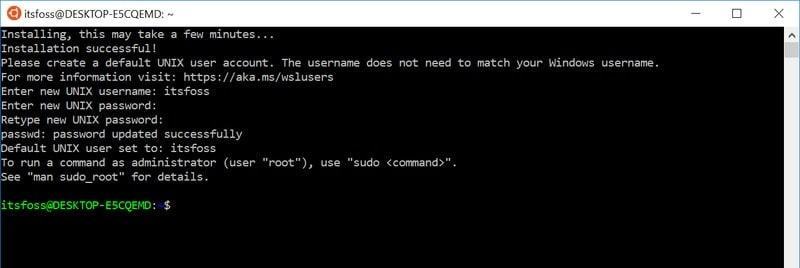 itsfoss@DESKTOP-E5CQEMD: ~
Installing, this may take a few minutes...
Installation successful!
Please create a default UNIX user account. The username does not need to match your Windows username.
For more information visit: https://aka.ms/wslusers
Enter new UNIX username: itsfoss
Enter new UNIX password:
Retype new UNIX password:
passwd: password updated successfully
Default UNIX user set to: itsfoss
To run a command as administrator (user "root"), use "sudo <command>".
See "man sudo_root" for details.
itsfoss@DESKTOP-E5CQEMD:~$